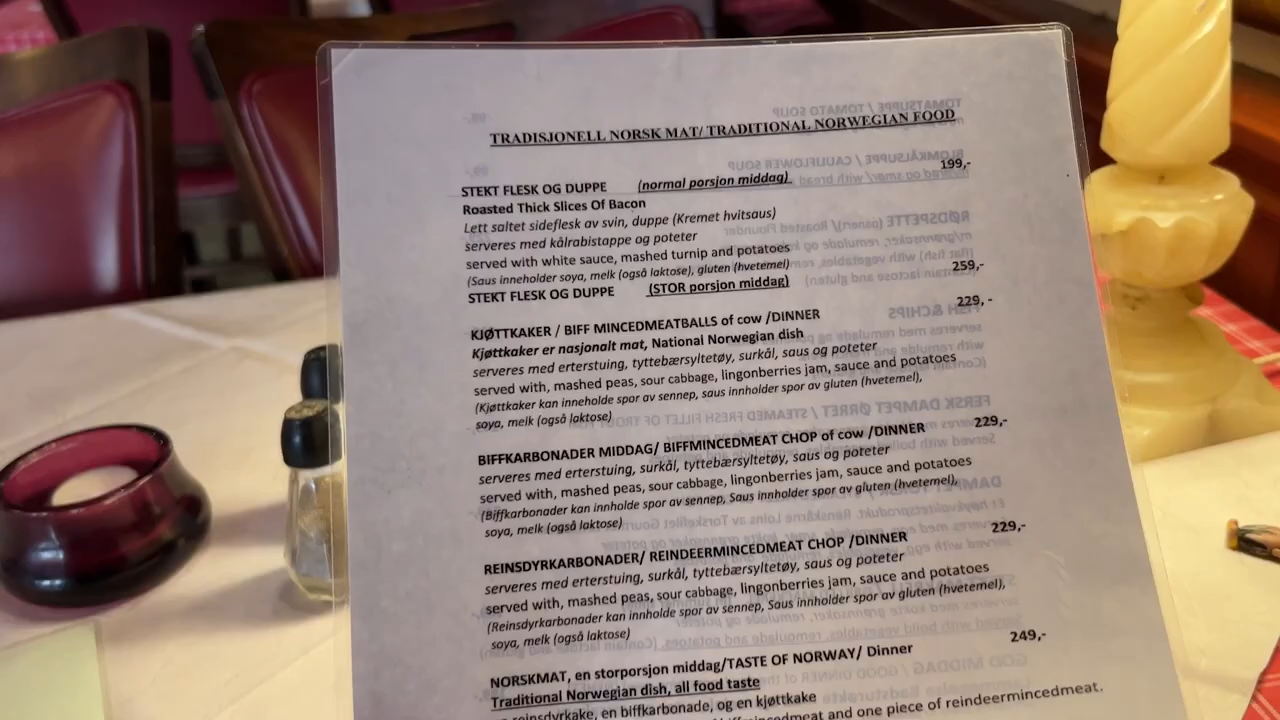 TRADISJONELL NORSK MAT/ TRADITIONAL NORWEGIAN FOOD
STEKT FLESK OG DUPPE (normal porsjon middag) 199,-
Roasted Thick Slices Of Bacon
Lett saltet sideflesk av svin, duppe (Kremet hvitsaus)
serveres med kålrabistappe og poteter
served with white sauce, mashed turnip and potatoes
(Saus inneholder soya, melk (også laktose), gluten (hvetemel)
STEKT FLESK OG DUPPE (STOR porsjon middag) 259,-
KJØTTKAKER / BIFF MINCEDMEATBALLS of cow /DINNER 229, -
Kjøttkaker er nasjonalt mat, National Norwegian dish
serveres med erterstuing, tyttebærsyltetøy, surkål, saus og poteter
served with, mashed peas, sour cabbage, lingonberries jam, sauce and potatoes
(Kjøttkaker kan inneholde spor av sennep, saus innholder spor av gluten (hvetemel),
soya, melk (også laktose)
BIFFKARBONADER MIDDAG/ BIFFMINCEDMEAT CHOP of cow /DINNER 229,-
serveres med erterstuing, surkål, tyttebærsyltetøy, saus og poteter
served with, mashed peas, sour cabbage, lingonberries jam, sauce and potatoes
(Biffkarbonader kan innholde spor av sennep, Saus innholder spor av gluten (hvetemel),
soya, melk (også laktose)
REINSDYRKARBONADER/ REINDEERMINCEDMEAT CHOP /DINNER 229,-
serveres med erterstuing, surkål, tyttebærsyltetøy, saus og poteter
served with, mashed peas, sour cabbage, lingonberries jam, sauce and potatoes
(Reinsdyrkarbonader kan innholde spor av sennep, Saus innholder spor av gluten (hvetemel),
soya, melk (også laktose)
NORSKMAT, en storporsjon middag/TASTE OF NORWAY/ Dinner 249,-
Traditional Norwegian dish, all food taste
reinsdyrkake, en biffkarbonade, og en kjøttkake
and one piece of reindeermincedmeat.